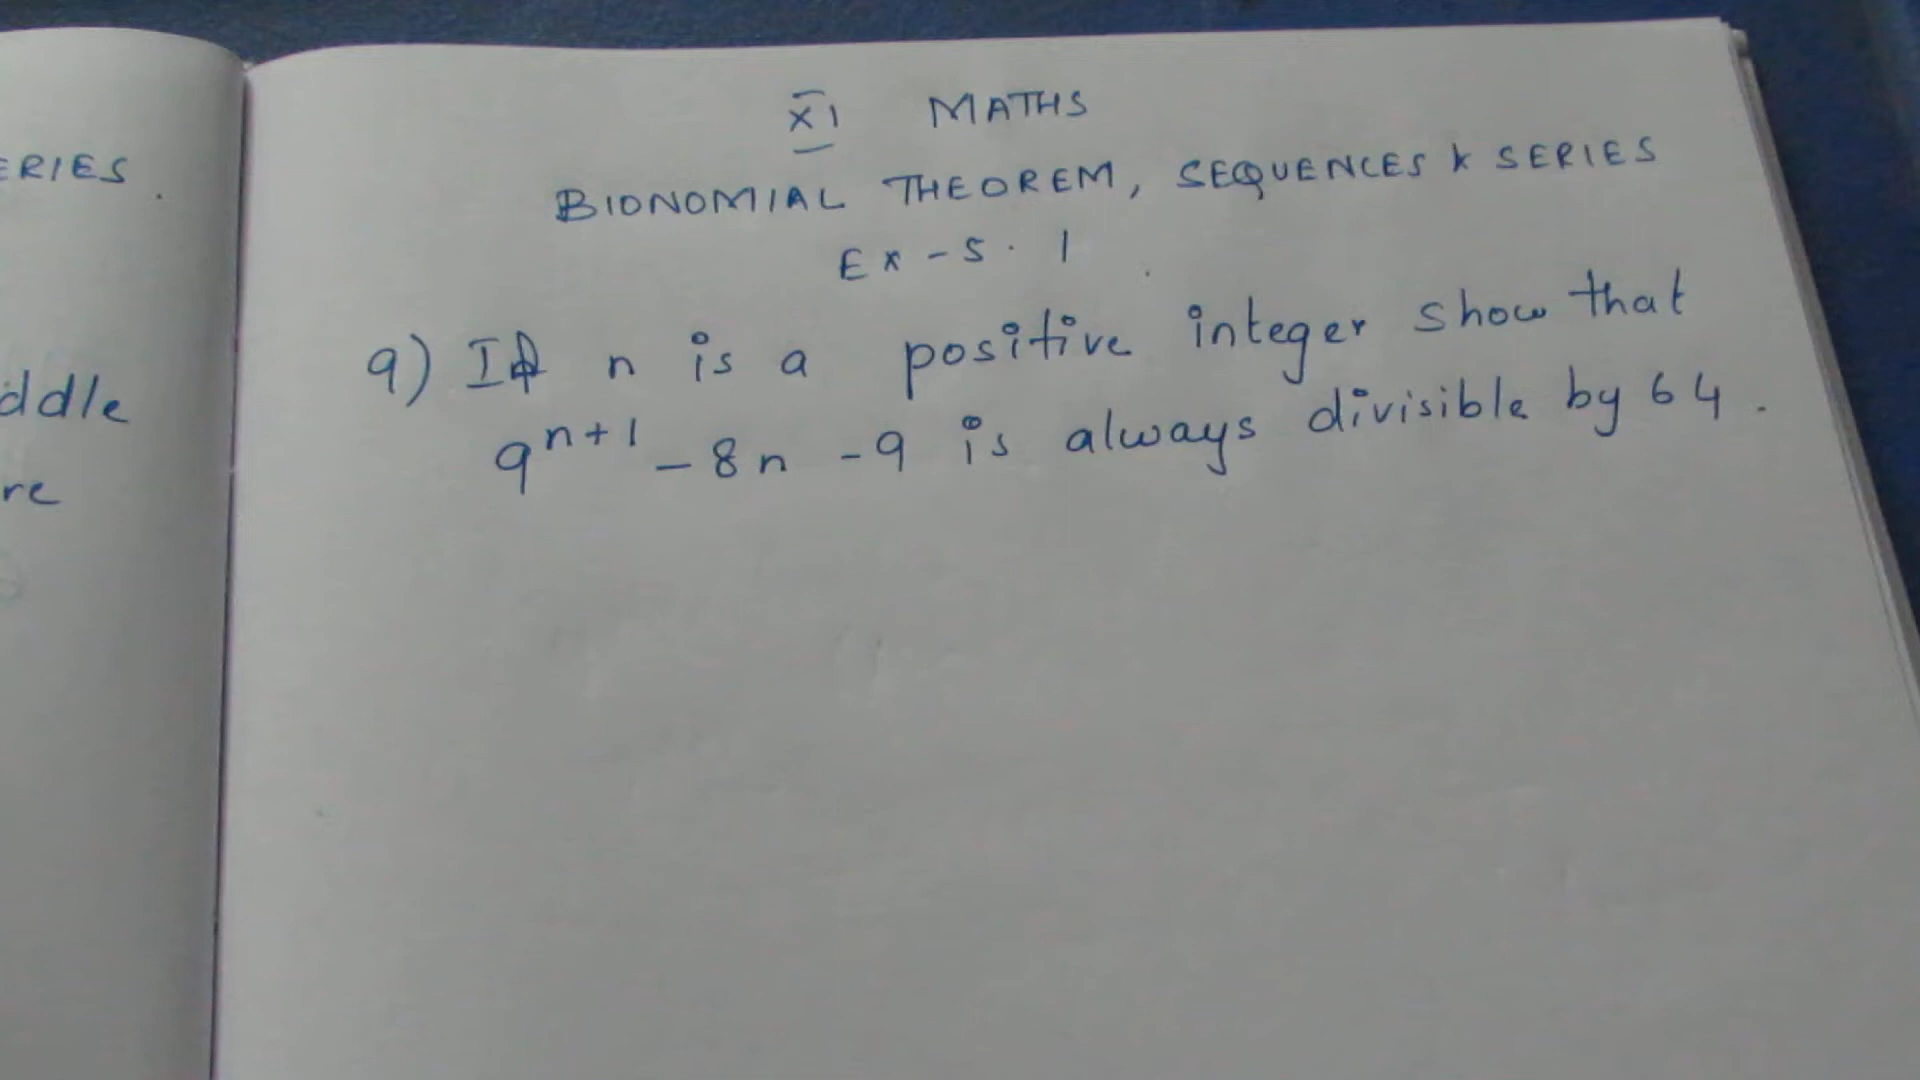 ERIES.
ddle
re
XI MATHS
BIONOMIAL THEOREM, SEQUENCES & SERIES
Ex - 5.1
9) If n is a positive integer show that
9^{n+1} - 8n - 9 is always divisible by 64.